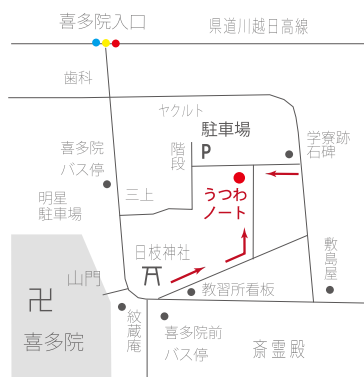 喜多院入口
県道川越日高線
歯科
ヤクルト
駐車場
P
階段
学寮跡
石碑
喜多院
バス停
明星
駐車場
三上
うつわ
ノート
日枝神社
敷島屋
山門
教習所看板
卍
喜多院
紋蔵庵
喜多院前
バス停
斎霊殿